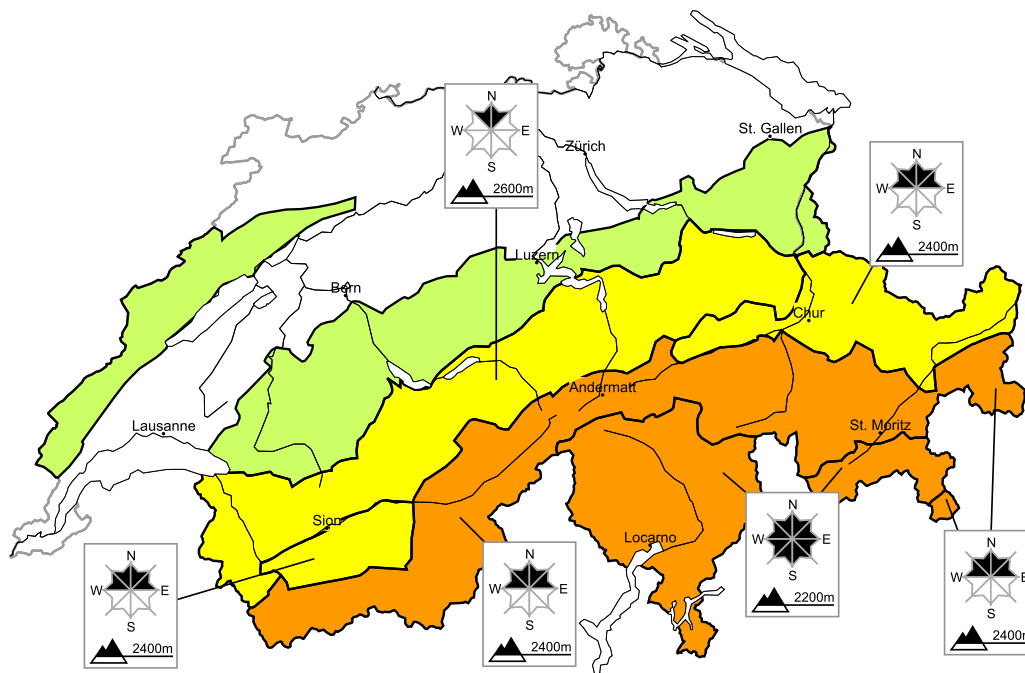 N
W E
S
2600m
St. Gallen
Zürich
N
W E
S
2400m
Luzern
Bern
Chur
Andermatt
Lausanne
St. Moritz
Sion
Locarno
N
W E
S
2400m
N
W E
S
2400m
N
W E
S
2200m
N
W E
S
2400m